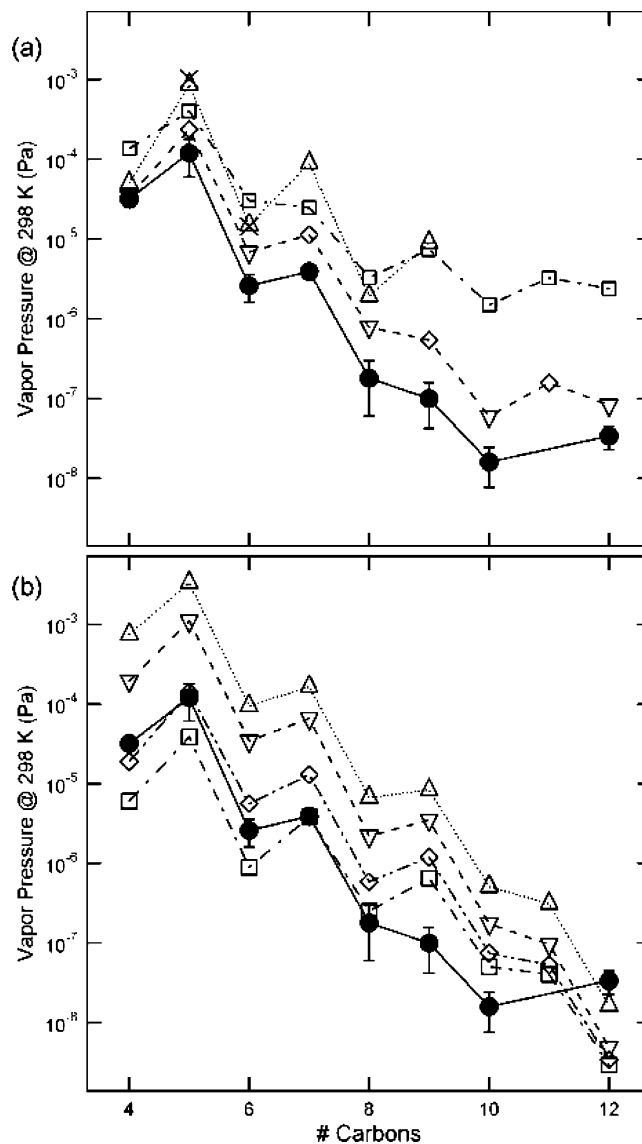 (a)
10⁻³
10⁻⁴
10⁻⁵
10⁻⁶
10⁻⁷
10⁻⁸
Vapor Pressure @ 298 K (Pa)
(b)
10⁻³
10⁻⁴
10⁻⁵
10⁻⁶
10⁻⁷
10⁻⁸
Vapor Pressure @ 298 K (Pa)
4 6 8 10 12
# Carbons